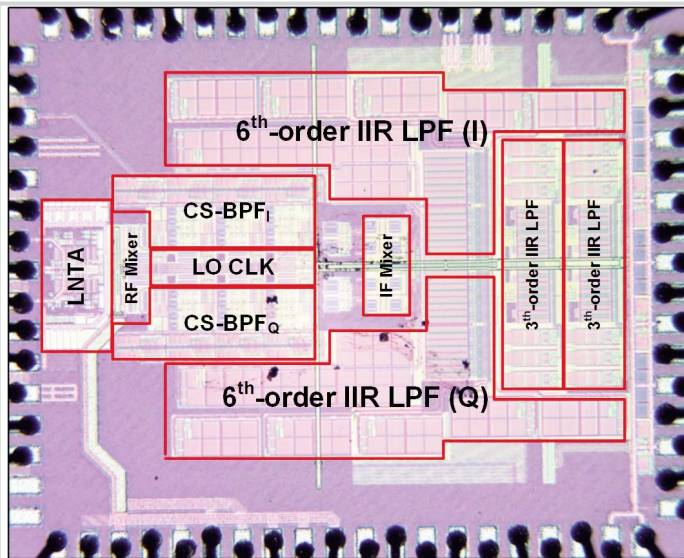 6th-order IIR LPF (I)
CS-BPFI
LNTA
RF Mixer
LO CLK
IF Mixer
3th-order IIR LPF
3th-order IIR LPF
CS-BPFQ
6th-order IIR LPF (Q)